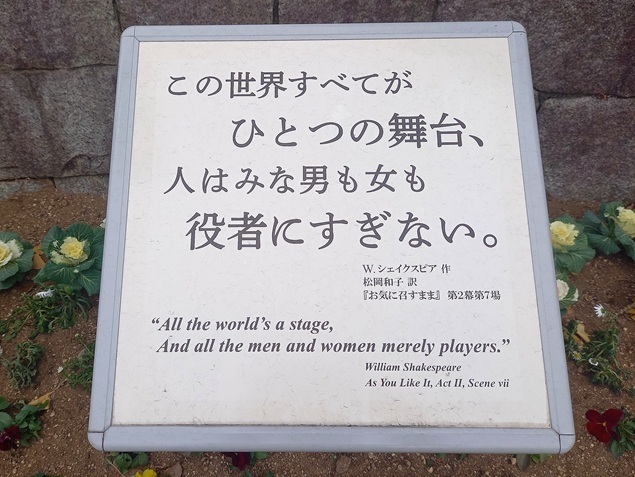 この世界すべてが
ひとつの舞台、
人はみな男も女も
役者にすぎない。
W. シェイクスピア 作
松岡和子 訳
『お気に召すまま』 第2幕第7場
“All the world’s a stage,
And all the men and women merely players.”
William Shakespeare
As You Like It, Act II, Scene vii